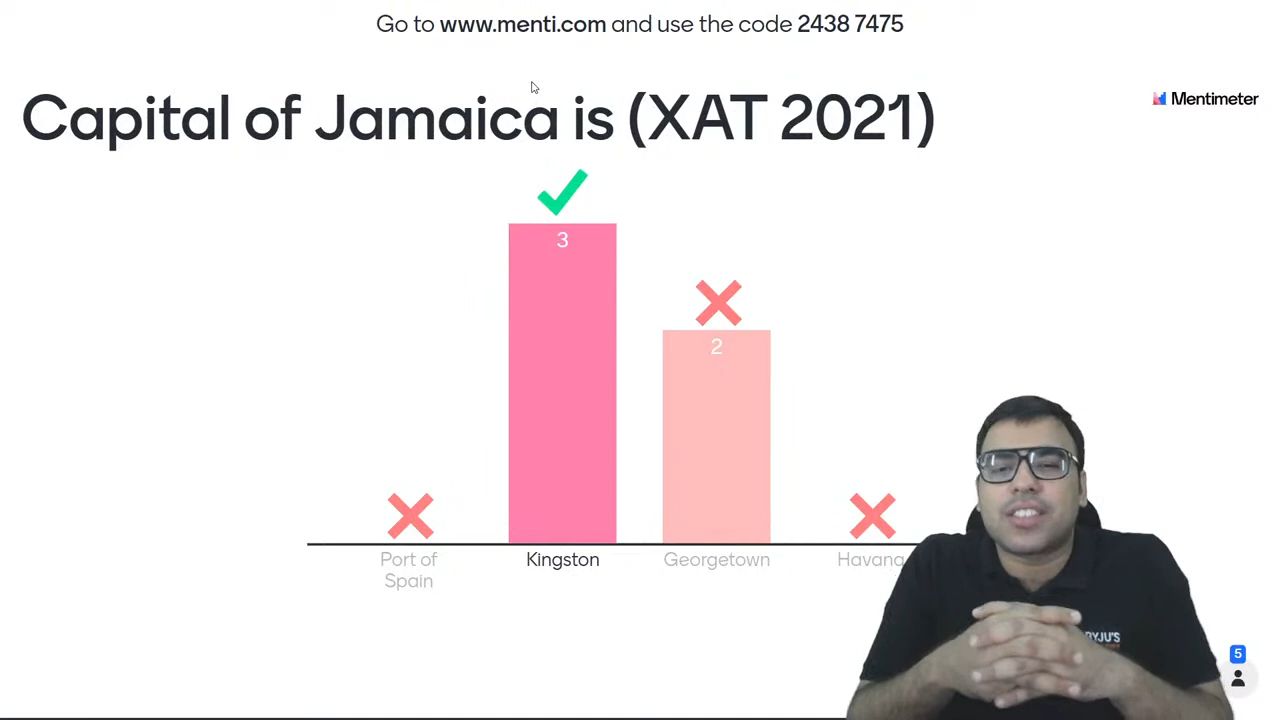 Go to www.menti.com and use the code 2438 7475
Capital of Jamaica is (XAT 2021)
Mentimeter
3
2
Port of
Spain
Kingston
Georgetown
Havana
BYJU'S
5